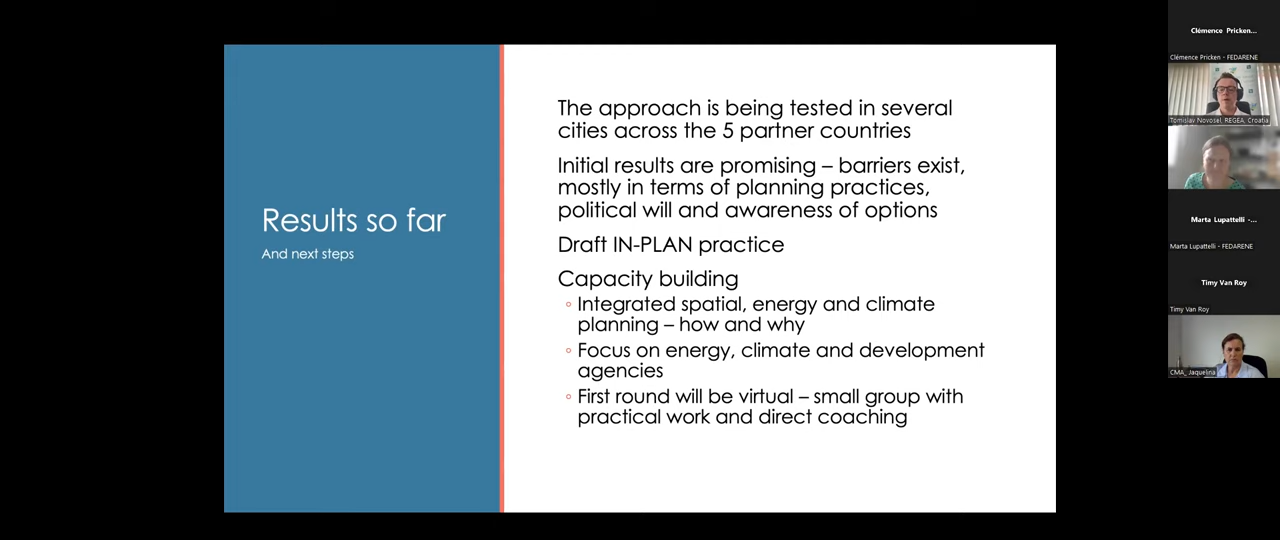 Results so far
And next steps
The approach is being tested in several
cities across the 5 partner countries
Initial results are promising – barriers exist,
mostly in terms of planning practices,
political will and awareness of options
Draft IN-PLAN practice
Capacity building
◦ Integrated spatial, energy and climate
planning – how and why
◦ Focus on energy, climate and development
agencies
◦ First round will be virtual – small group with
practical work and direct coaching
Clémence Pricken...
Clémence Pricken - FEDARENE
Tomislav Novosel, REGEA, Croatia
Marta Lupattelli -...
Marta Lupattelli - FEDARENE
Timy Van Roy
Timy Van Roy
CMA_ Jaquelina